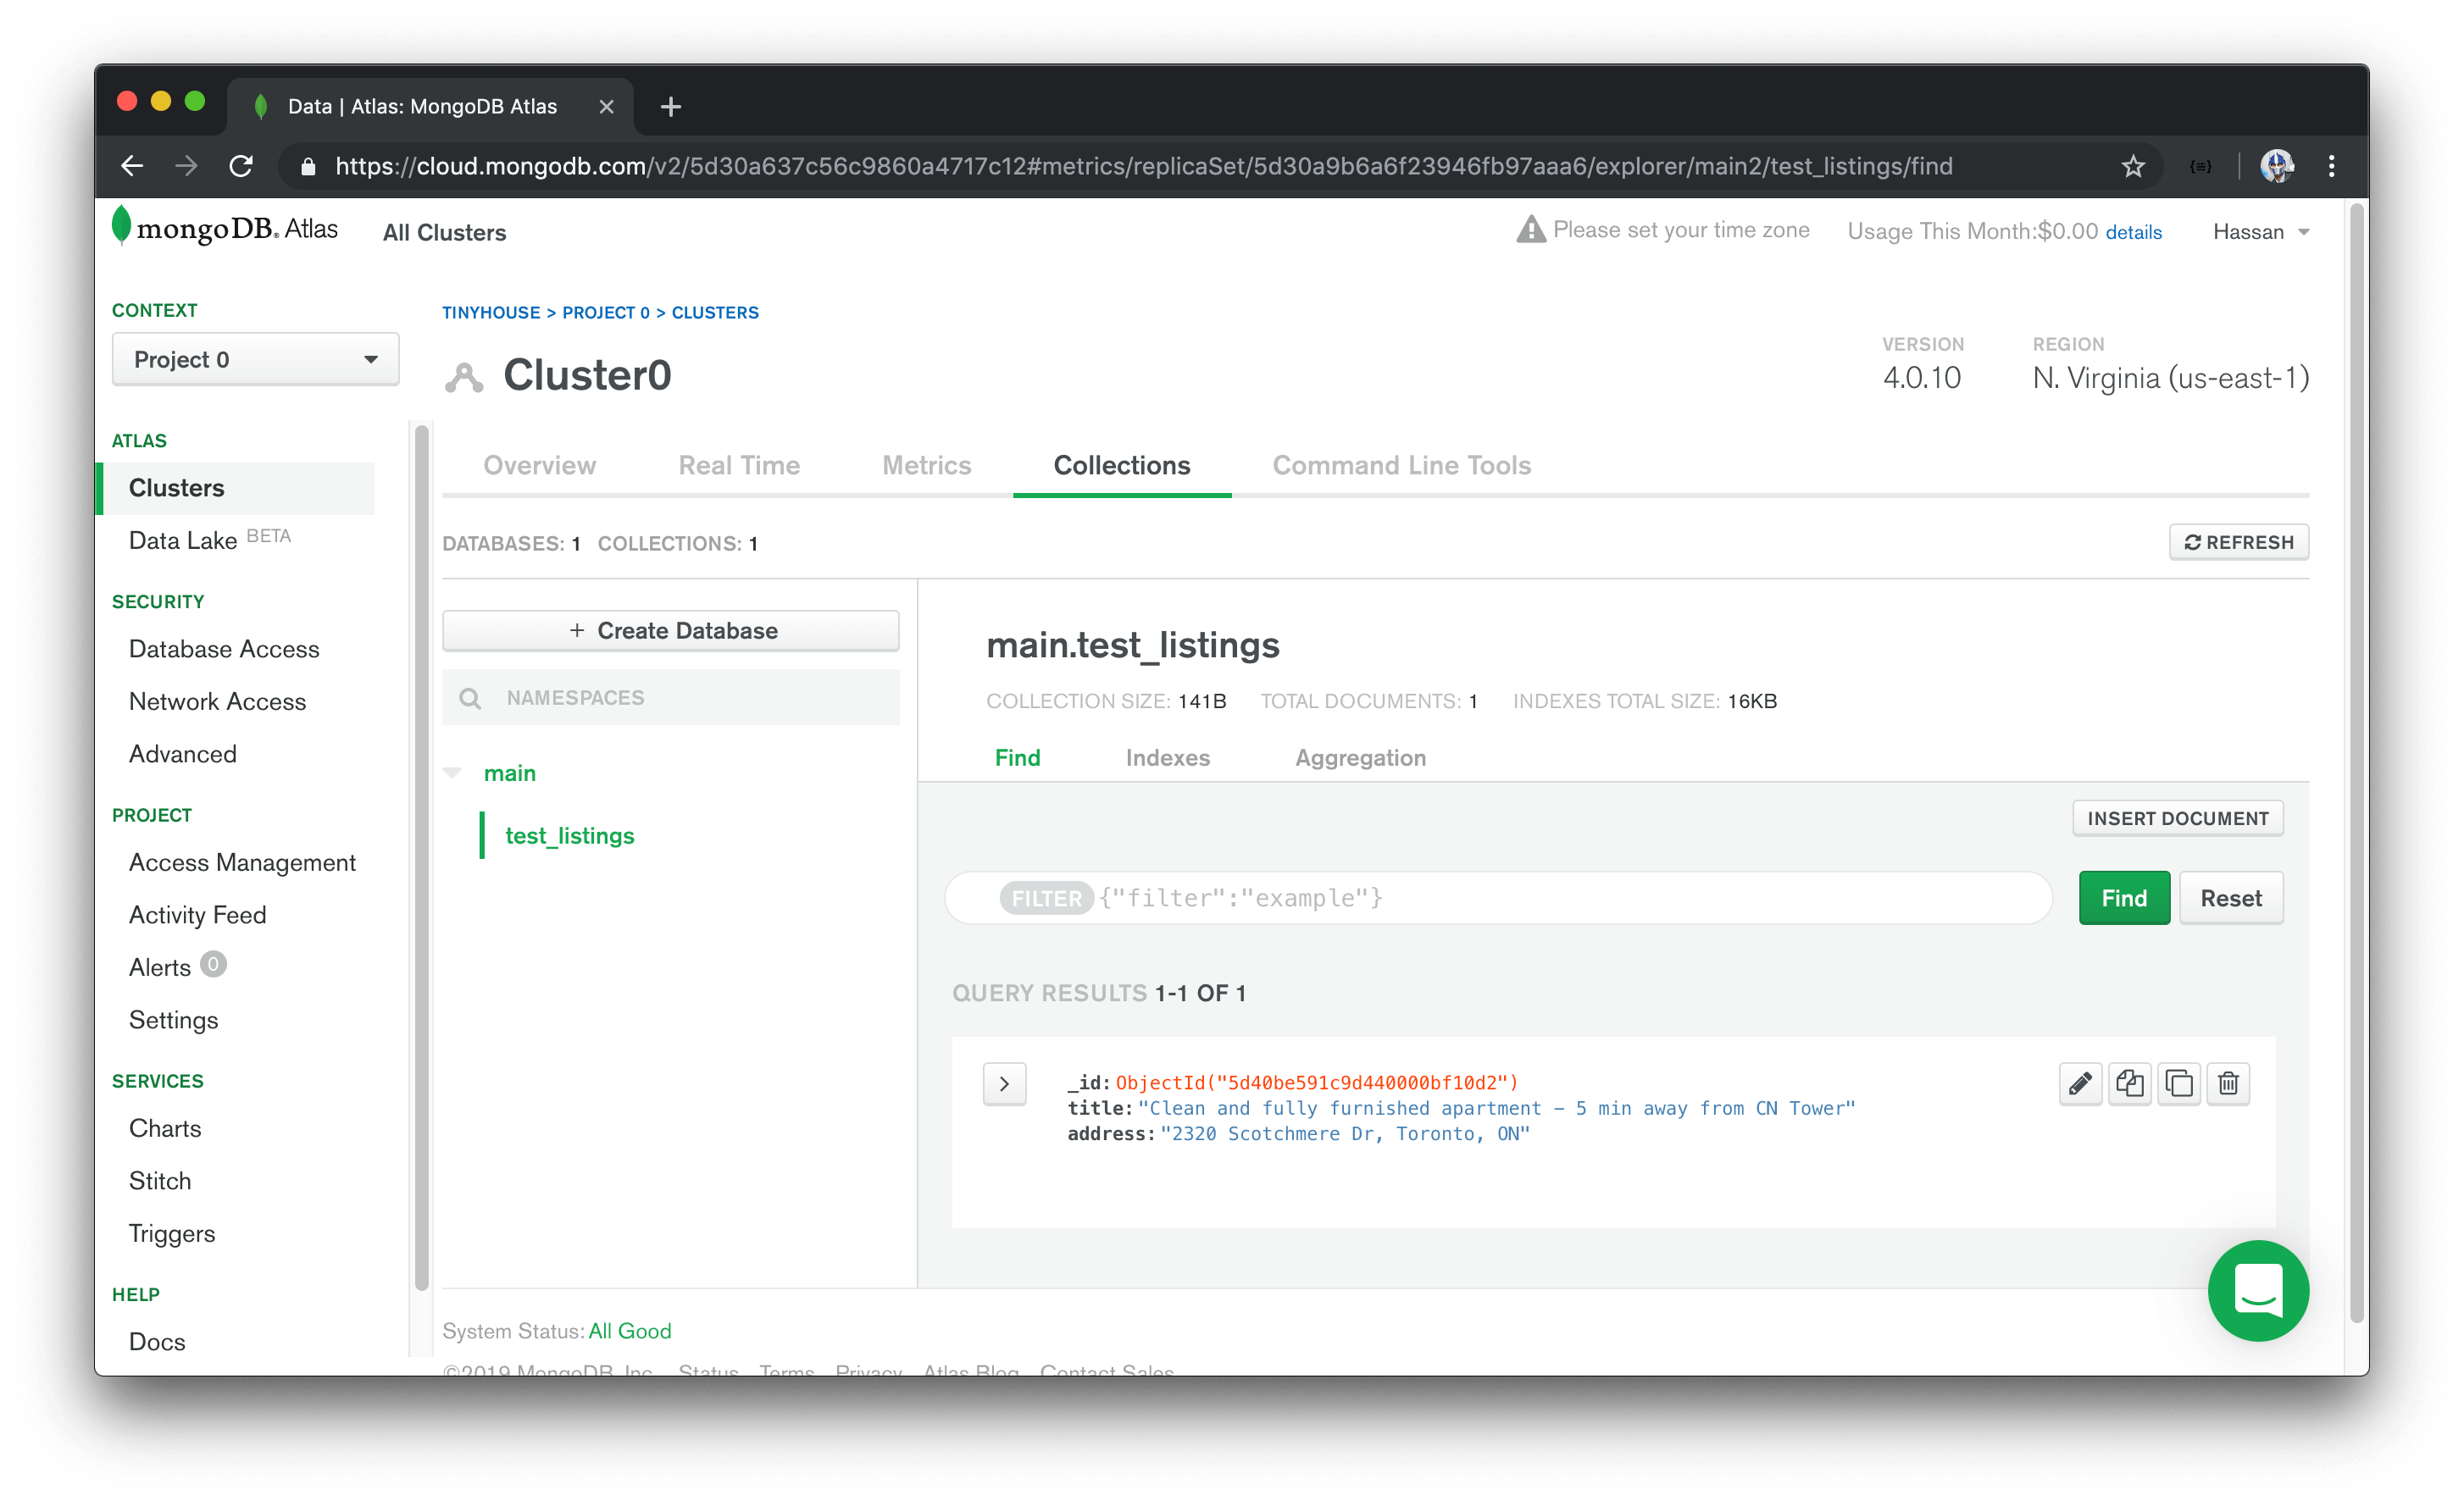 Data | Atlas: MongoDB Atlas
https://cloud.mongodb.com/v2/5d30a637c56c9860a4717c12#metrics/replicaSet/5d30a9b6a6f23946fb97aaa6/explorer/main2/test_listings/find
mongoDB. Atlas All Clusters Please set your time zone Usage This Month:$0.00 details Hassan
CONTEXT
Project 0
ATLAS
Clusters
Data Lake BETA
SECURITY
Database Access
Network Access
Advanced
PROJECT
Access Management
Activity Feed
Alerts 0
Settings
SERVICES
Charts
Stitch
Triggers
HELP
Docs
TINYHOUSE > PROJECT 0 > CLUSTERS
Cluster0
VERSION
4.0.10
REGION
N. Virginia (us-east-1)
Overview Real Time Metrics Collections Command Line Tools
DATABASES: 1 COLLECTIONS: 1
REFRESH
+ Create Database
NAMESPACES
main
test_listings
main.test_listings
COLLECTION SIZE: 141B TOTAL DOCUMENTS: 1 INDEXES TOTAL SIZE: 16KB
Find Indexes Aggregation
INSERT DOCUMENT
FILTER {"filter":"example"}
Find Reset
QUERY RESULTS 1-1 OF 1
_id: ObjectId("5d40be591c9d440000bf10d2")
title: "Clean and fully furnished apartment – 5 min away from CN Tower"
address: "2320 Scotchmere Dr, Toronto, ON"
System Status: All Good
©2019 MongoDB, Inc. Status Terms Privacy Atlas Blog Contact Sales